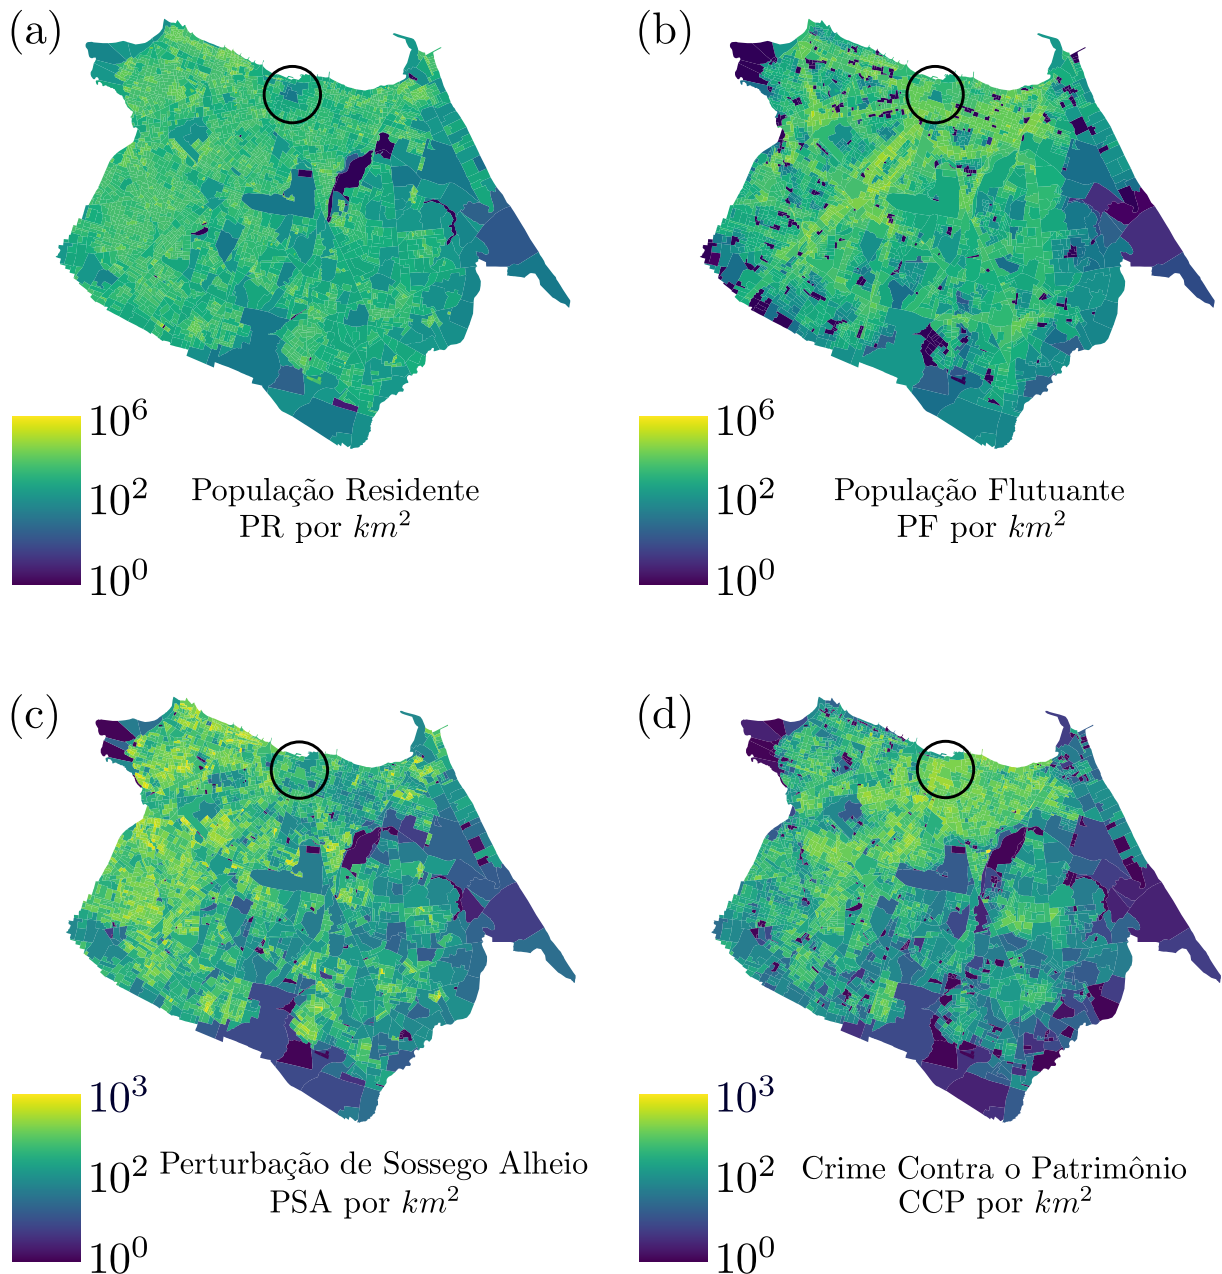 (a)
(b)
10^6
10^2
10^0
População Residente
PR por km^2
10^6
10^2
10^0
População Flutuante
PF por km^2
(c)
(d)
10^3
10^2
10^0
Perturbação de Sossego Alheio
PSA por km^2
10^3
10^2
10^0
Crime Contra o Patrimônio
CCP por km^2